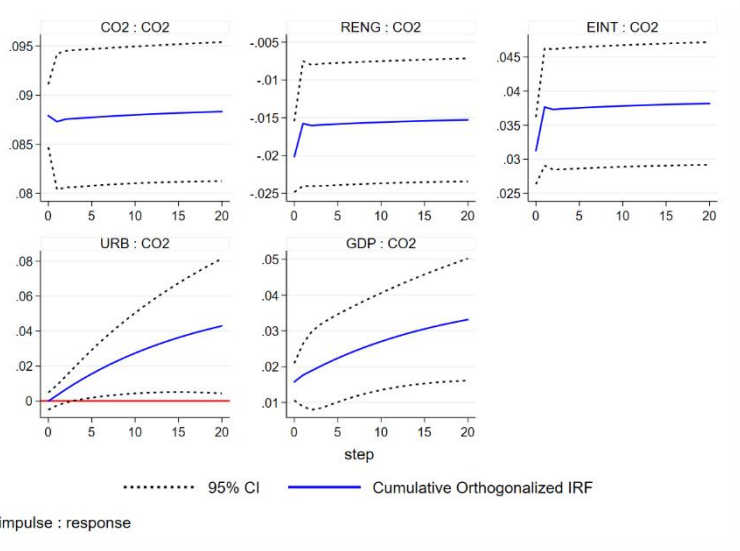 CO2 : CO2
RENG : CO2
EINT : CO2
.095
.09
.085
.08
0 5 10 15 20
-.005
-.01
-.015
-.02
-.025
0 5 10 15 20
.045
.04
.035
.03
.025
0 5 10 15 20
URB : CO2
GDP : CO2
.08
.06
.04
.02
0
0 5 10 15 20
.05
.04
.03
.02
.01
0 5 10 15 20
step
95% CI
Cumulative Orthogonalized IRF
impulse : response